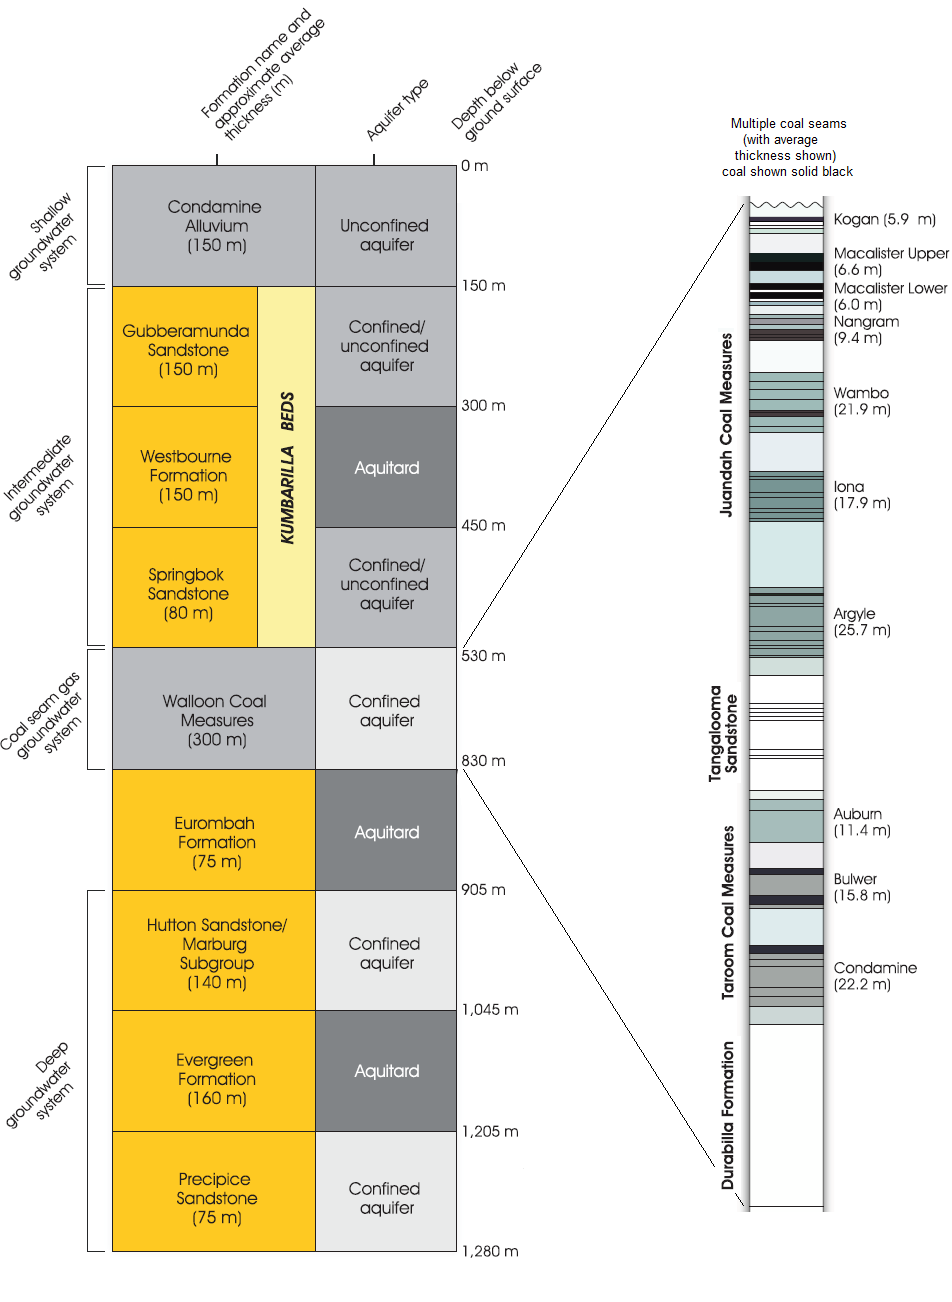 Formation name and
approximate average
thickness (m)
Aquifer type
Depth below
ground surface
Shallow
groundwater
system
Intermediate
groundwater
system
Coal seam gas
groundwater
system
Deep
groundwater
system
Condamine
Alluvium
(150 m)
Unconfined
aquifer
Gubberamunda
Sandstone
(150 m)
Confined/
unconfined
aquifer
Westbourne
Formation
(150 m)
Aquitard
Springbok
Sandstone
(80 m)
Confined/
unconfined
aquifer
KUMBARILLA BEDS
Walloon Coal
Measures
(300 m)
Confined
aquifer
Eurombah
Formation
(75 m)
Aquitard
Hutton Sandstone/
Marburg
Subgroup
(140 m)
Confined
aquifer
Evergreen
Formation
(160 m)
Aquitard
Precipice
Sandstone
(75 m)
Confined
aquifer
0 m
150 m
300 m
450 m
530 m
830 m
905 m
1,045 m
1,205 m
1,280 m
Multiple coal seams
(with average
thickness shown)
coal shown solid black
Juandah Coal Measures
Tangalooma
Sandstone
Taroom Coal Measures
Durabilla Formation
Kogan (5.9 m)
Macalister Upper
(6.6 m)
Macalister Lower
(6.0 m)
Nangram
(9.4 m)
Wambo
(21.9 m)
Iona
(17.9 m)
Argyle
(25.7 m)
Auburn
(11.4 m)
Bulwer
(15.8 m)
Condamine
(22.2 m)